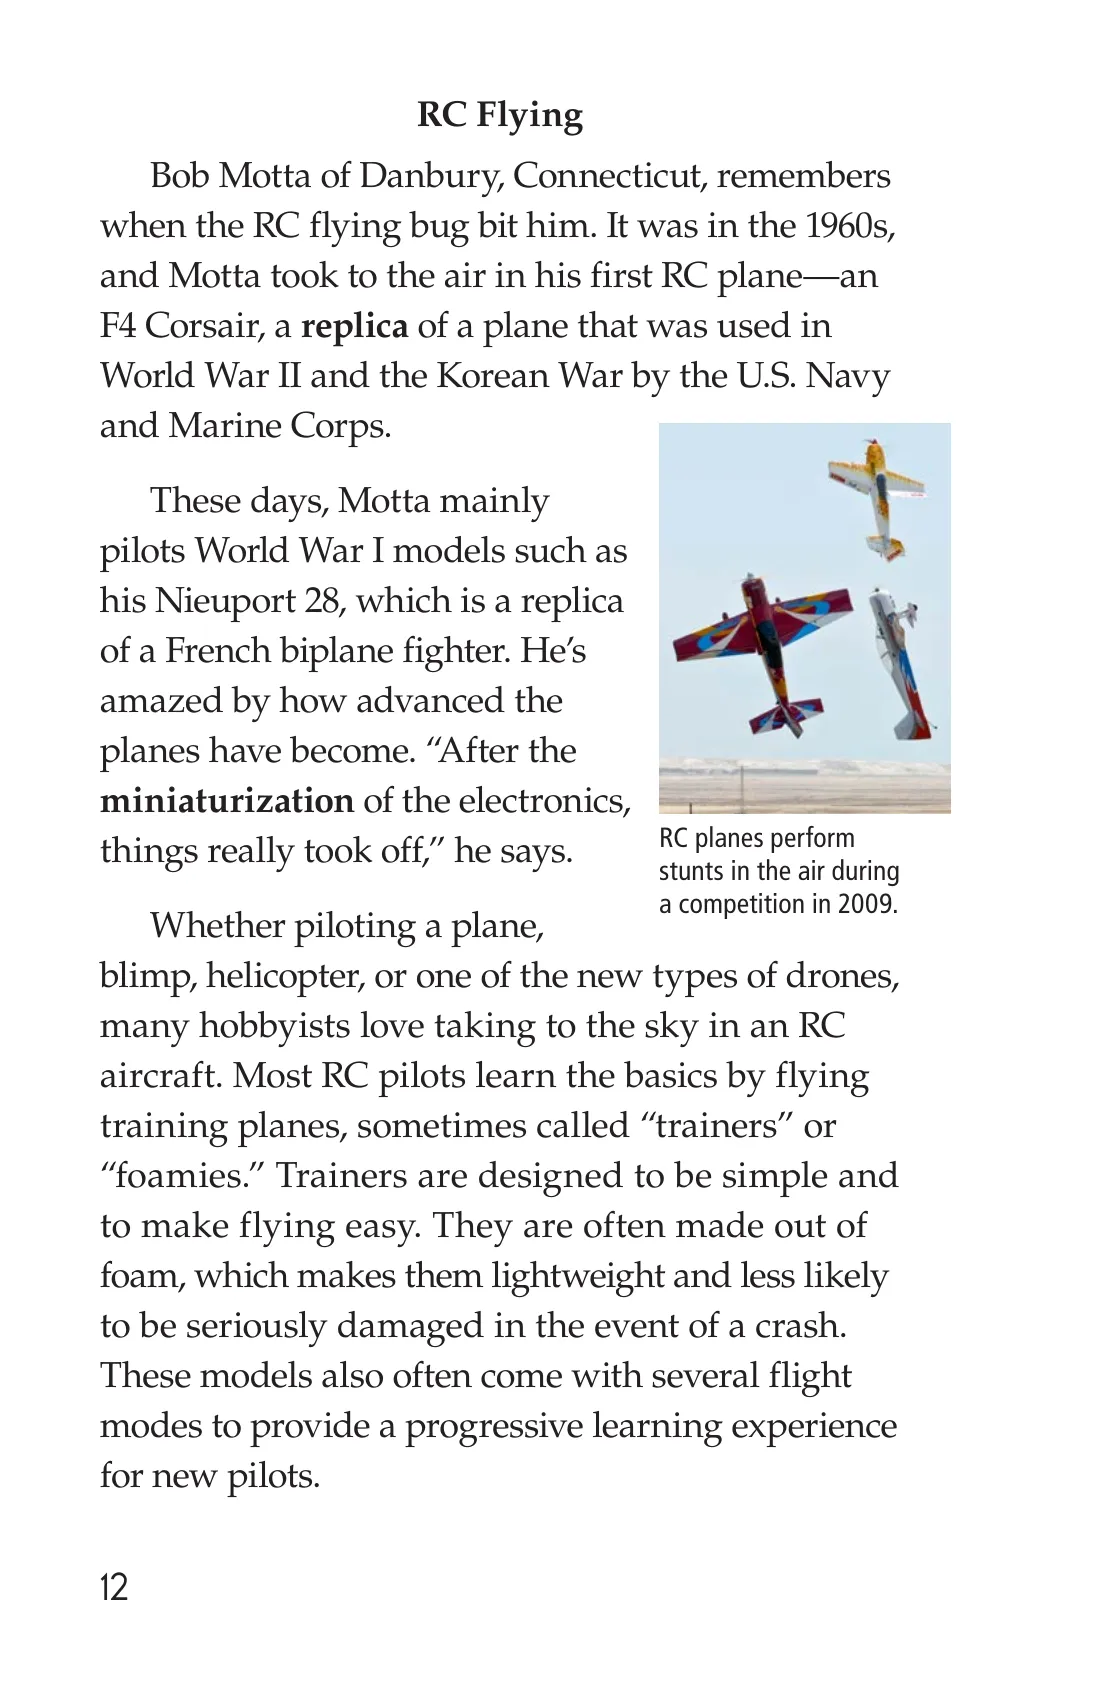 RC Flying
Bob Motta of Danbury, Connecticut, remembers
when the RC flying bug bit him. It was in the 1960s,
and Motta took to the air in his first RC plane—an
F4 Corsair, a replica of a plane that was used in
World War II and the Korean War by the U.S. Navy
and Marine Corps.
These days, Motta mainly
pilots World War I models such as
his Nieuport 28, which is a replica
of a French biplane fighter. He’s
amazed by how advanced the
planes have become. “After the
miniaturization of the electronics,
things really took off,” he says.
RC planes perform
stunts in the air during
a competition in 2009.
Whether piloting a plane,
blimp, helicopter, or one of the new types of drones,
many hobbyists love taking to the sky in an RC
aircraft. Most RC pilots learn the basics by flying
training planes, sometimes called “trainers” or
“foamies.” Trainers are designed to be simple and
to make flying easy. They are often made out of
foam, which makes them lightweight and less likely
to be seriously damaged in the event of a crash.
These models also often come with several flight
modes to provide a progressive learning experience
for new pilots.
12